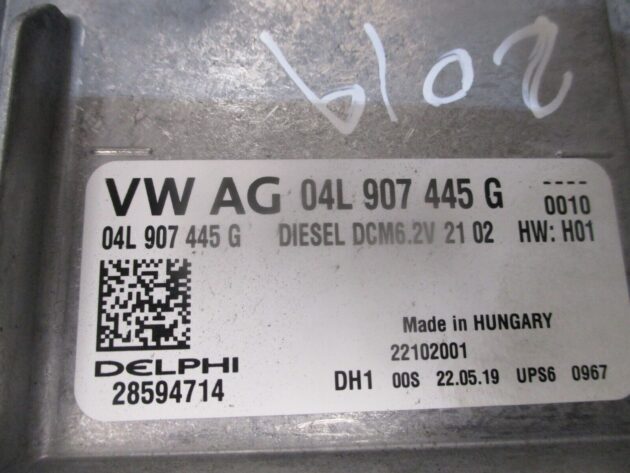 2019
VW AG 04L 907 445 G ----
0010
04L 907 445 G DIESEL DCM6.2V 21 02 HW: H01
Made in HUNGARY
22102001
DELPHI
28594714
DH1 00S 22.05.19 UPS6 0967